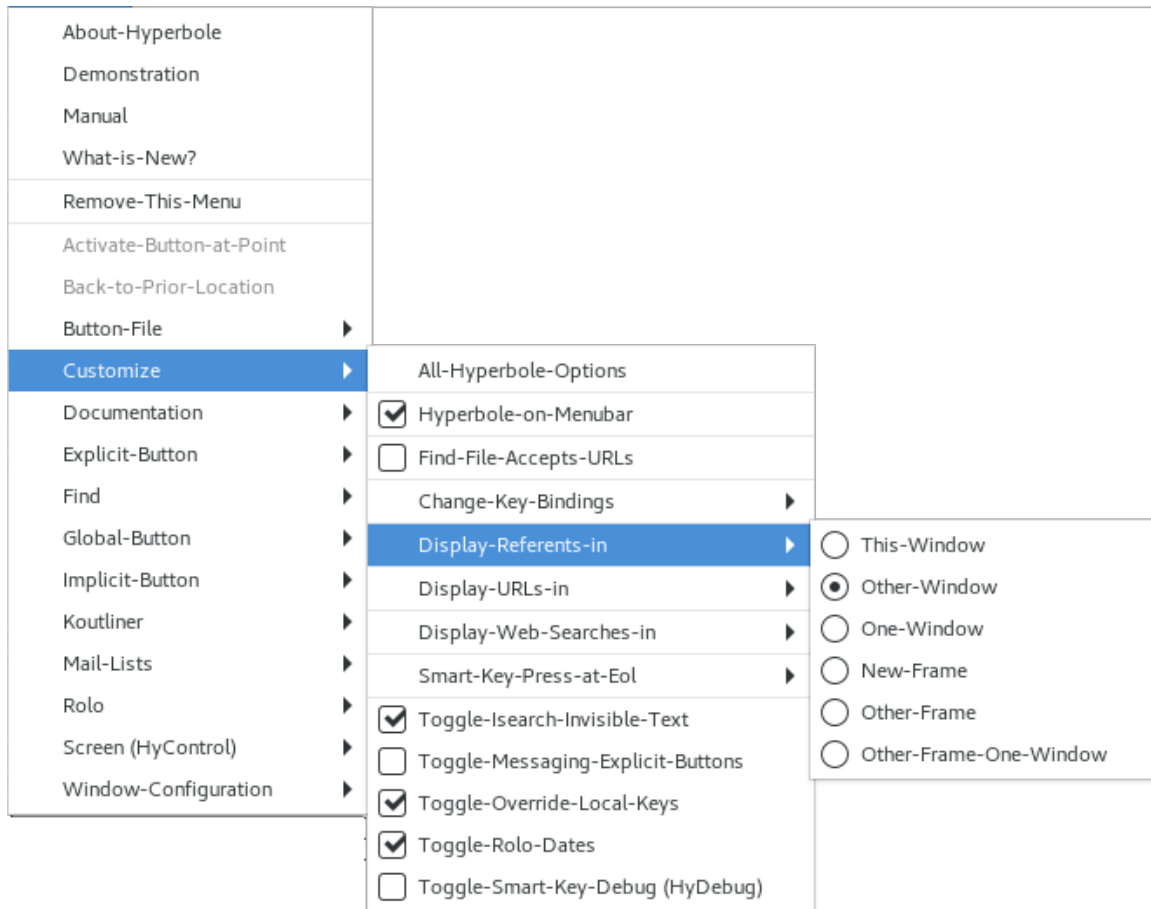 About-Hyperbole
Demonstration
Manual
What-is-New?
Remove-This-Menu
Activate-Button-at-Point
Back-to-Prior-Location
Button-File
Customize
Documentation
Explicit-Button
Find
Global-Button
Implicit-Button
Koutliner
Mail-Lists
Rolo
Screen (HyControl)
Window-Configuration
All-Hyperbole-Options
Hyperbole-on-Menubar
Find-File-Accepts-URLs
Change-Key-Bindings
Display-Referents-in
Display-URLs-in
Display-Web-Searches-in
Smart-Key-Press-at-Eol
Toggle-Isearch-Invisible-Text
Toggle-Messaging-Explicit-Buttons
Toggle-Override-Local-Keys
Toggle-Rolo-Dates
Toggle-Smart-Key-Debug (HyDebug)
This-Window
Other-Window
One-Window
New-Frame
Other-Frame
Other-Frame-One-Window